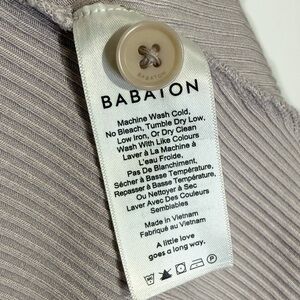 BABATON
BABATON
Machine Wash Cold,
No Bleach, Tumble Dry Low,
Low Iron, Or Dry Clean
Wash With Like Colours
Laver à La Machine à
L'eau Froide,
Pas De Blanchiment,
Sécher à Basse Température,
Repasser à Basse Température,
Ou Nettoyer à Sec
Laver Avec Des Couleurs
Semblables
Made in Vietnam
Fabriqué au Vietnam
A little love
goes a long way.
P